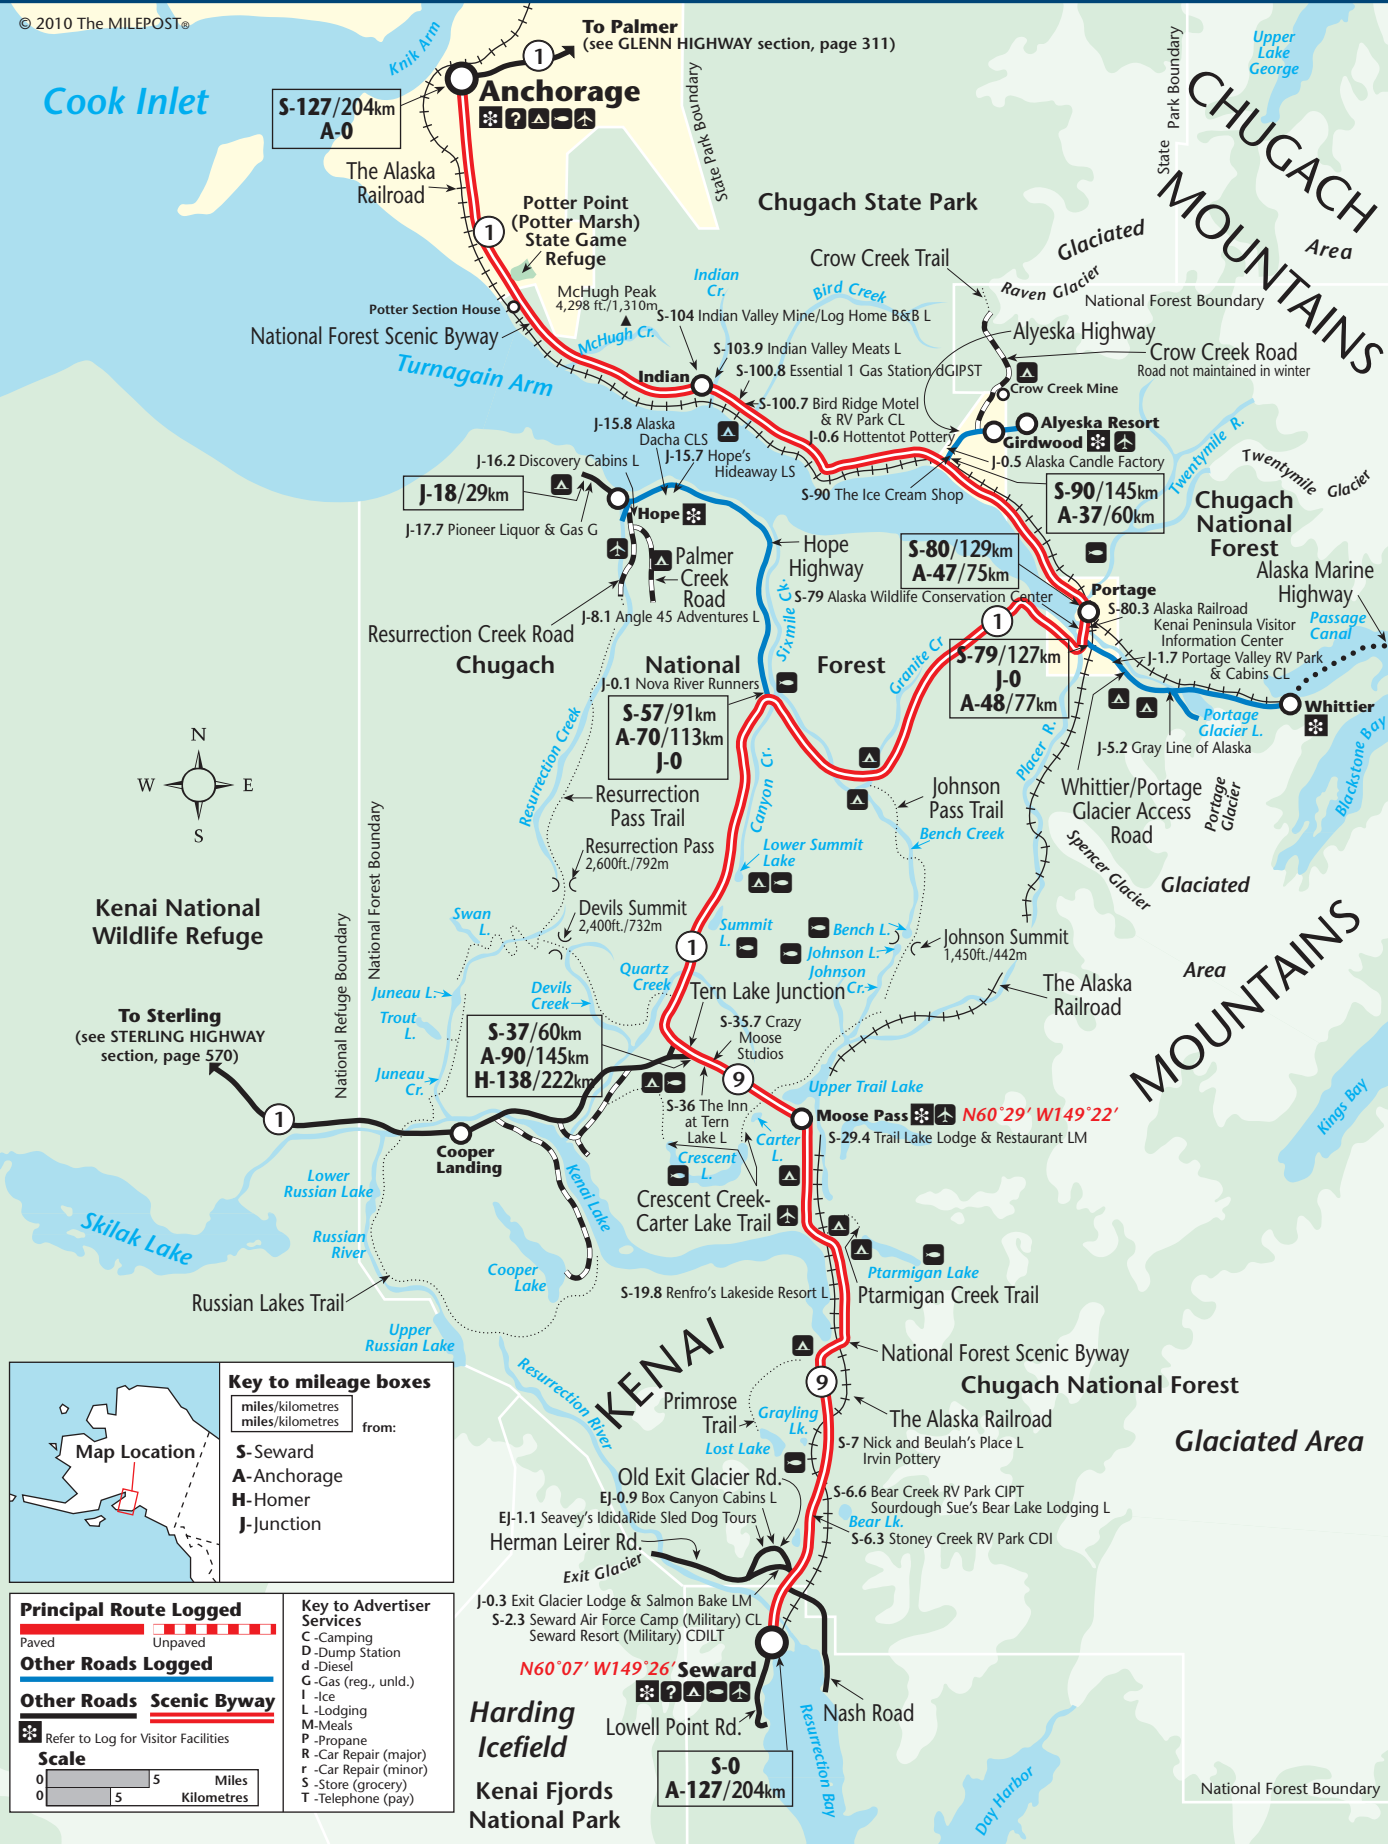 © 2010 The MILEPOST®
To Palmer
(see GLENN HIGHWAY section, page 311)
Knik Arm
1
Upper
Lake
George
Cook Inlet
S-127/204km
A-0
Anchorage
?
State Park Boundary
State Park Boundary
CHUGACH
MOUNTAINS
The Alaska
Railroad
Potter Point
(Potter Marsh)
State Game
Refuge
1
Chugach State Park
Glaciated
Area
Crow Creek Trail
Raven Glacier
Indian
Cr.
Bird Creek
National Forest Boundary
McHugh Peak
4,298 ft./1,310m
Potter Section House
S-104 Indian Valley Mine/Log Home B&B L
National Forest Scenic Byway
McHugh Cr.
Alyeska Highway
S-103.9 Indian Valley Meats L
Crow Creek Road
Road not maintained in winter
Turnagain Arm
S-100.8 Essential 1 Gas Station dGIPST
Indian
Crow Creek Mine
S-100.7 Bird Ridge Motel
& RV Park CL
J-15.8 Alaska
Dacha CLS
J-0.6 Hottentot Pottery
Alyeska Resort
Girdwood
Twentymile R.
J-16.2 Discovery Cabins L
J-15.7 Hope's
Hideaway LS
J-0.5 Alaska Candle Factory
Twentymile Glacier
J-18/29km
S-90 The Ice Cream Shop
S-90/145km
A-37/60km
Chugach
National
Forest
Hope
J-17.7 Pioneer Liquor & Gas G
Hope
Highway
S-80/129km
A-47/75km
Palmer
Creek
Road
Alaska Marine
Highway
S-79 Alaska Wildlife Conservation Center
Portage
J-8.1 Angle 45 Adventures L
Sixmile Ck.
1
S-80.3 Alaska Railroad
Kenai Peninsula Visitor
Information Center
Passage
Canal
Resurrection Creek Road
Chugach
National
Forest
Granite Cr
S-79/127km
J-0
A-48/77km
J-1.7 Portage Valley RV Park
& Cabins CL
J-0.1 Nova River Runners
S-57/91km
A-70/113km
J-0
Whittier
Portage
Glacier L.
J-5.2 Gray Line of Alaska
Resurrection Creek
Placer R.
Blackstone Bay
N
W
E
S
Canyon Cr.
Resurrection
Pass Trail
Johnson
Pass Trail
Whittier/Portage
Glacier Access
Road
Portage
Glacier
National Forest Boundary
Bench Creek
Resurrection Pass
2,600ft./792m
Lower Summit
Lake
Spencer Glacier
Glaciated
Area
Kenai National
Wildlife Refuge
National Refuge Boundary
Swan
L.
Devils Summit
2,400ft./732m
Summit
L.
Bench L.
Johnson L.
Johnson
Cr.
Johnson Summit
1,450ft./442m
1
MOUNTAINS
Quartz
Creek
Juneau L.
Devils
Creek
Tern Lake Junction
The Alaska
Railroad
To Sterling
(see STERLING HIGHWAY
section, page 570)
Trout
L.
S-37/60km
A-90/145km
H-138/222km
S-35.7 Crazy
Moose
Studios
Juneau
Cr.
9
Upper Trail Lake
Kings Bay
1
S-36 The Inn
at Tern
Lake L
Moose Pass
N60°29' W149°22'
S-29.4 Trail Lake Lodge & Restaurant LM
Cooper
Landing
Carter
L.
Crescent
L.
Lower
Russian Lake
Kenai Lake
Crescent Creek-
Carter Lake Trail
Skilak Lake
Russian
River
Cooper
Lake
Ptarmigan Lake
Russian Lakes Trail
S-19.8 Renfro's Lakeside Resort L
Ptarmigan Creek Trail
Upper
Russian Lake
KENAI
National Forest Scenic Byway
Resurrection River
9
Chugach National Forest
Primrose
Trail
Grayling
Lk.
The Alaska Railroad
Lost Lake
S-7 Nick and Beulah's Place L
Irvin Pottery
Glaciated Area
Old Exit Glacier Rd.
EJ-0.9 Box Canyon Cabins L
S-6.6 Bear Creek RV Park CIPT
Sourdough Sue's Bear Lake Lodging L
EJ-1.1 Seavey's IdidaRide Sled Dog Tours
Bear Lk.
S-6.3 Stoney Creek RV Park CDI
Herman Leirer Rd.
Exit Glacier
J-0.3 Exit Glacier Lodge & Salmon Bake LM
S-2.3 Seward Air Force Camp (Military) CL
Seward Resort (Military) CDILT
N60°07' W149°26' Seward
?
Nash Road
Harding
Icefield
Lowell Point Rd.
Resurrection Bay
S-0
A-127/204km
Kenai Fjords
National Park
Day Harbor
National Forest Boundary
Map Location
Key to mileage boxes
miles/kilometres
miles/kilometres
from:
S-Seward
A-Anchorage
H-Homer
J-Junction
Principal Route Logged
Paved
Unpaved
Other Roads Logged
Other Roads
Scenic Byway
Refer to Log for Visitor Facilities
Scale
0
5
Miles
0
5
Kilometres
Key to Advertiser
Services
C -Camping
D -Dump Station
d -Diesel
G -Gas (reg., unld.)
I -Ice
L -Lodging
M-Meals
P -Propane
R -Car Repair (major)
r -Car Repair (minor)
S -Store (grocery)
T -Telephone (pay)